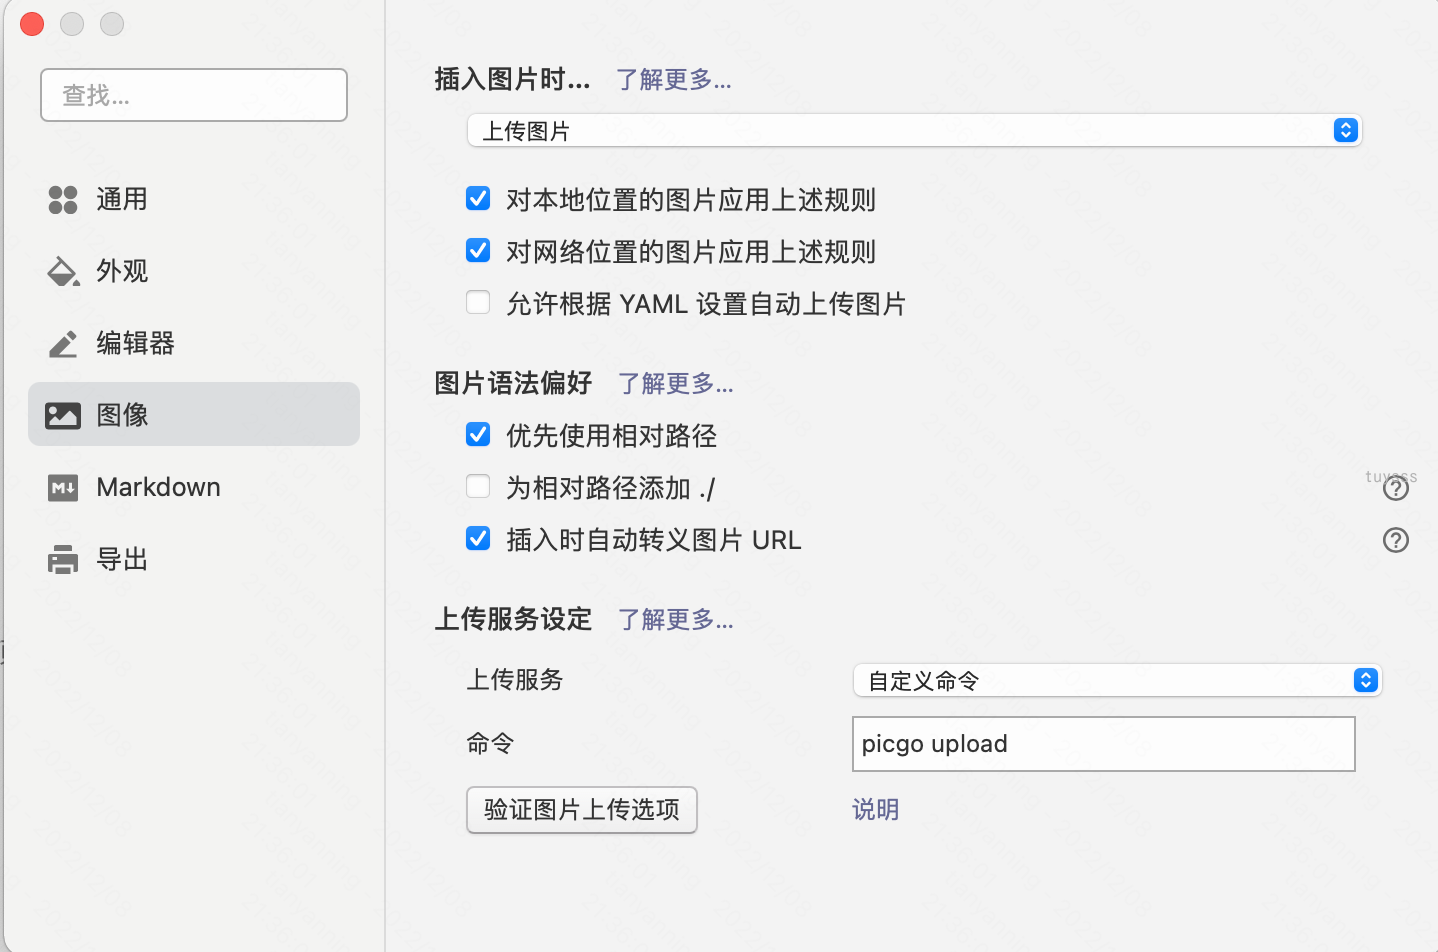 查找...
通用
外观
编辑器
图像
Markdown
导出
插入图片时... 了解更多...
上传图片
对本地位置的图片应用上述规则
对网络位置的图片应用上述规则
允许根据 YAML 设置自动上传图片
图片语法偏好 了解更多...
优先使用相对路径
为相对路径添加 ./
插入时自动转义图片 URL
上传服务设定 了解更多...
上传服务 自定义命令
命令 picgo upload
验证图片上传选项 说明